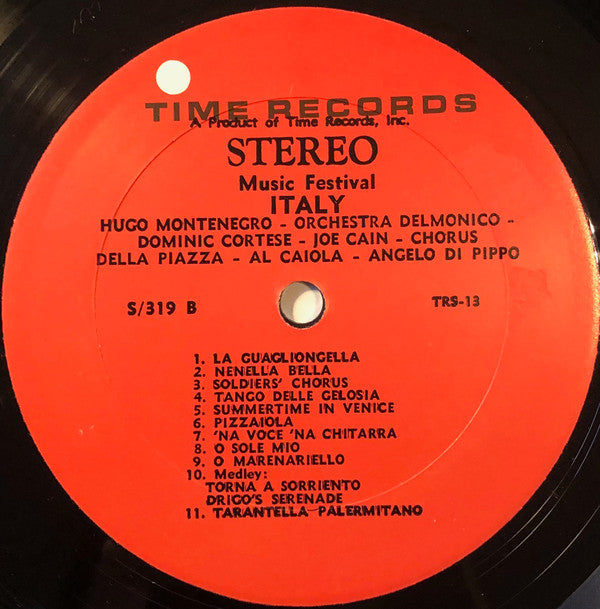 TIME RECORDS
A Product of Time Records, Inc.
STEREO
Music Festival
ITALY
HUGO MONTENEGRO - ORCHESTRA DELMONICO -
DOMINIC CORTESE - JOE CAIN - CHORUS
DELLA PIAZZA - AL CAIOLA - ANGELO DI PIPPO
S/319 B TRS-13
1. LA GUAGLIONCELLA
2. NENELLA BELLA
3. SOLDIERS' CHORUS
4. TANGO DELLE GELOSIA
5. SUMMERTIME IN VENICE
6. PIZZAIOLA
7. 'NA VOCE 'NA CHITARRA
8. O SOLE MIO
9. O MARENARIELLO
10. Medley:
TORNA A SORRIENTO
DRIGO'S SERENADE
11. TARANTELLA PALERMITANO